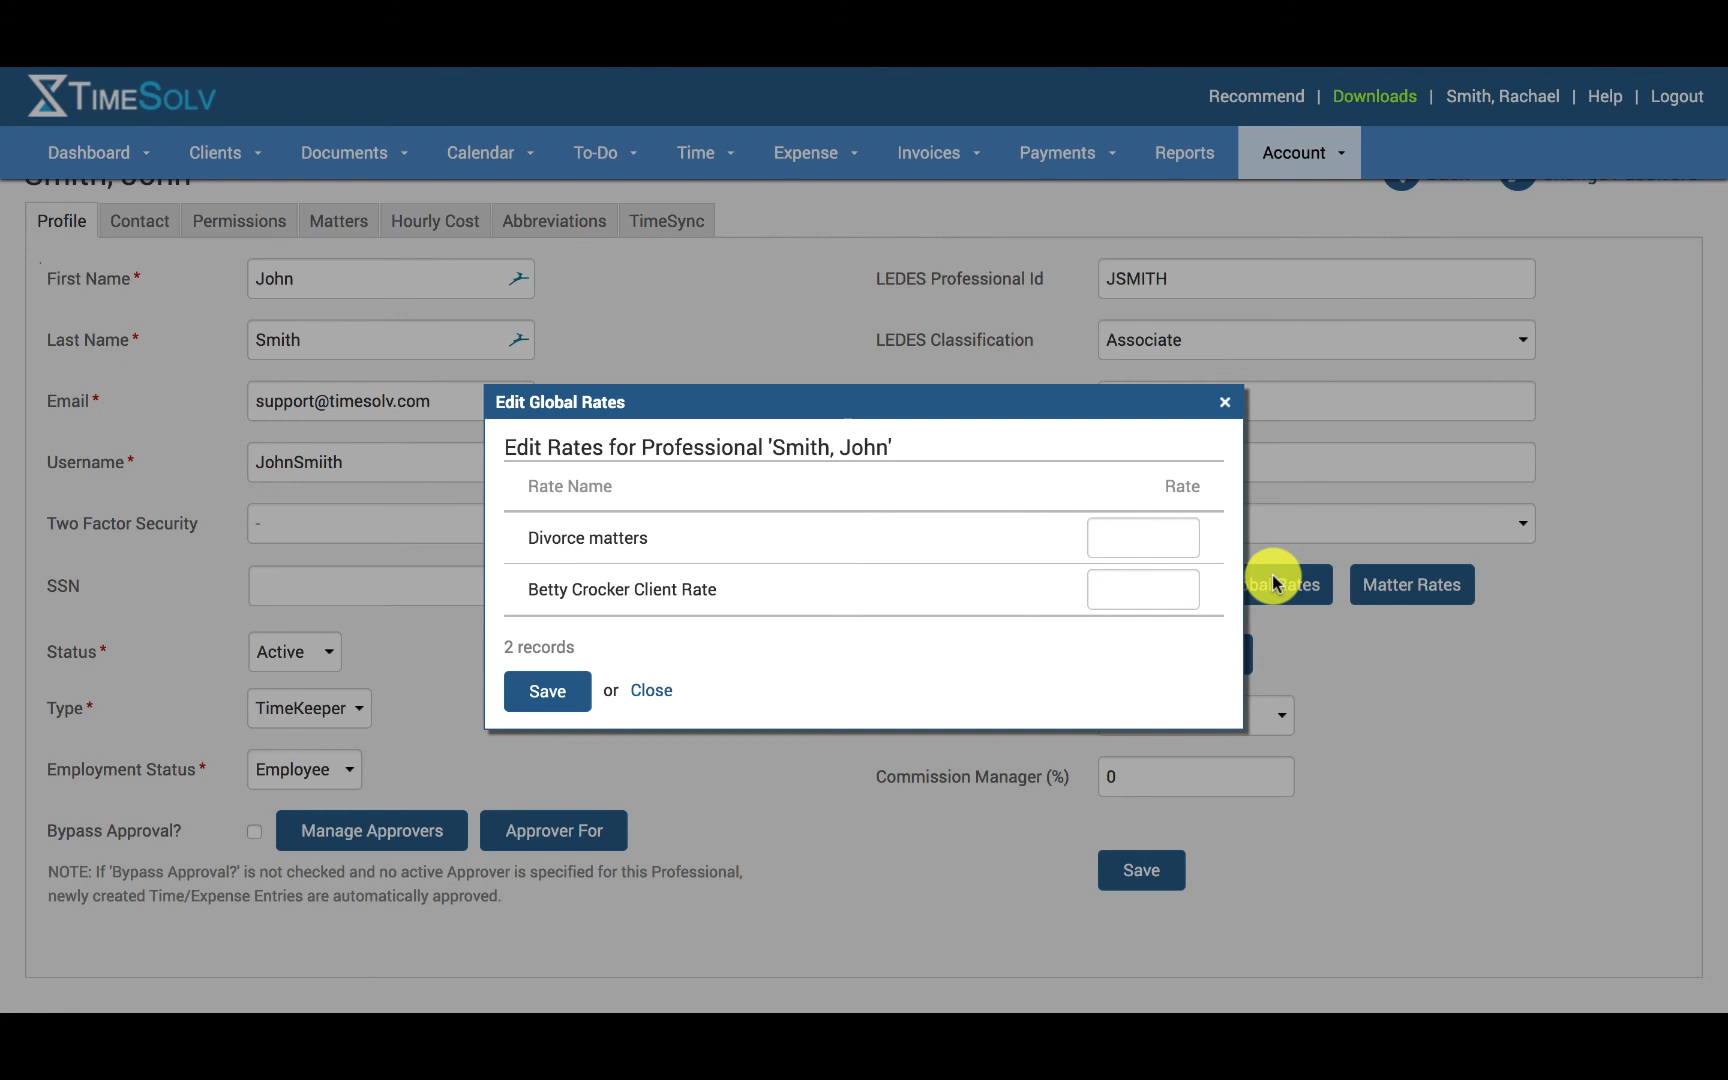 TIMESOLV
Recommend | Downloads | Smith, Rachael | Help | Logout
Dashboard Clients Documents Calendar To-Do Time Expense Invoices Payments Reports Account
Smith, John
Profile Contact Permissions Matters Hourly Cost Abbreviations TimeSync
First Name* John
LEDES Professional Id JSMITH
Last Name* Smith
LEDES Classification Associate
Email* support@timesolv.com
Username* JohnSmiith
Two Factor Security -
SSN
Status* Active
Type* TimeKeeper
Employment Status* Employee
Bypass Approval? Manage Approvers Approver For
NOTE: If 'Bypass Approval?' is not checked and no active Approver is specified for this Professional,
newly created Time/Expense Entries are automatically approved.
Edit Global Rates ×
Edit Rates for Professional 'Smith, John'
Rate Name Rate
Divorce matters
Betty Crocker Client Rate
2 records
Save or Close
Matter Rates
Commission Manager (%) 0
Save